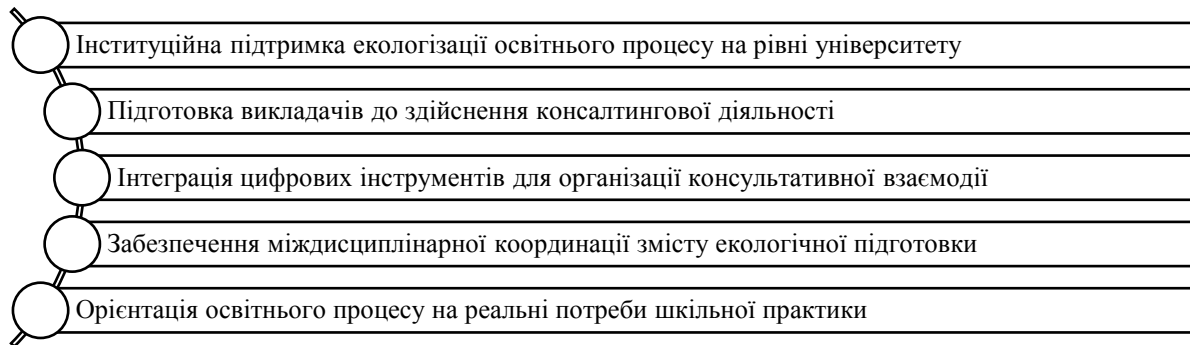 Інституційна підтримка екологізації освітнього процесу на рівні університету
Підготовка викладачів до здійснення консалтингової діяльності
Інтеграція цифрових інструментів для організації консультативної взаємодії
Забезпечення міждисциплінарної координації змісту екологічної підготовки
Орієнтація освітнього процесу на реальні потреби шкільної практики